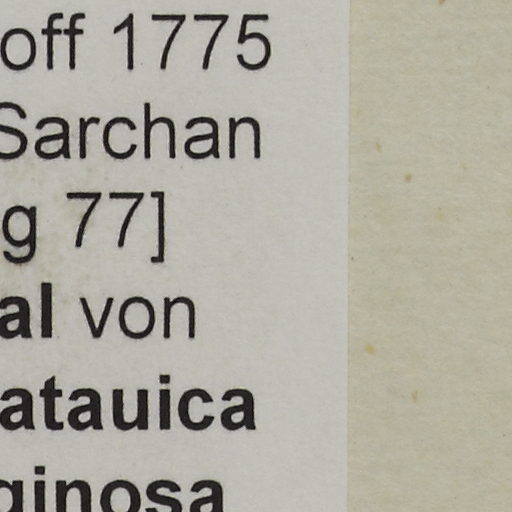 off 1775
Sarchan
g 77]
al von
atauica
ginosa